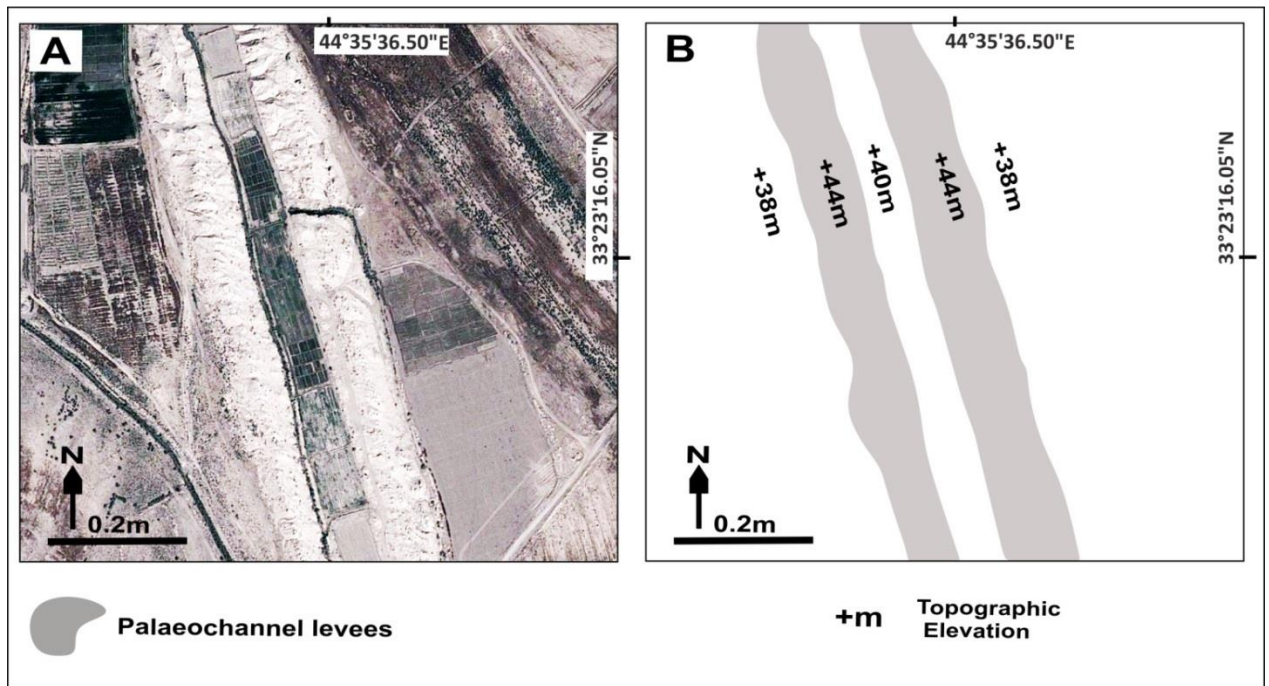 A
44°35'36.50"E
33°23'16.05"N
N
0.2m
B
44°35'36.50"E
+38m
+44m
+40m
+44m
+38m
33°23'16.05"N
N
0.2m
Palaeochannel levees
+m
Topographic
Elevation